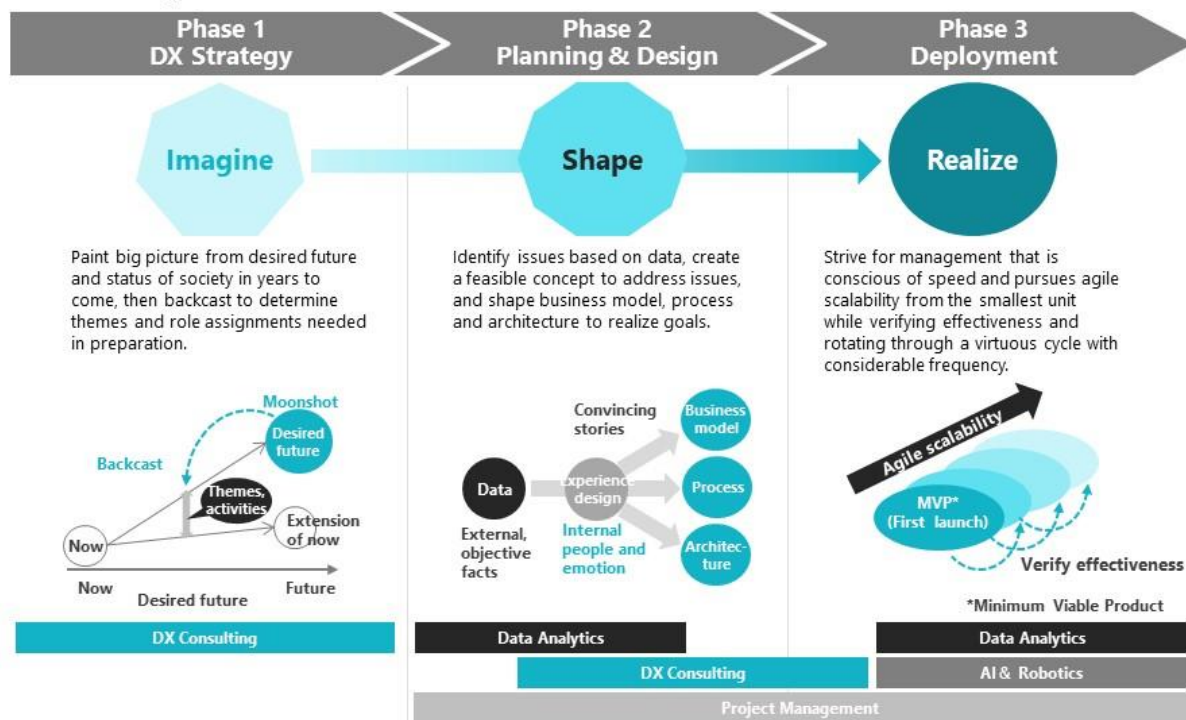 Phase 1
DX Strategy
Phase 2
Planning & Design
Phase 3
Deployment
Imagine
Shape
Realize
Paint big picture from desired future
and status of society in years to
come, then backcast to determine
themes and role assignments needed
in preparation.
Identify issues based on data, create
a feasible concept to address issues,
and shape business model, process
and architecture to realize goals.
Strive for management that is
conscious of speed and pursues agile
scalability from the smallest unit
while verifying effectiveness and
rotating through a virtuous cycle with
considerable frequency.
Moonshot
Desired
future
Backcast
Themes,
activities
Now
Extension
of now
Now
Future
Desired future
Convincing
stories
Data
Experience
design
Business
model
Process
Architec-
ture
External,
objective
facts
Internal
people and
emotion
Agile scalability
MVP*
(First launch)
Verify effectiveness
*Minimum Viable Product
DX Consulting
Data Analytics
Data Analytics
DX Consulting
AI & Robotics
Project Management